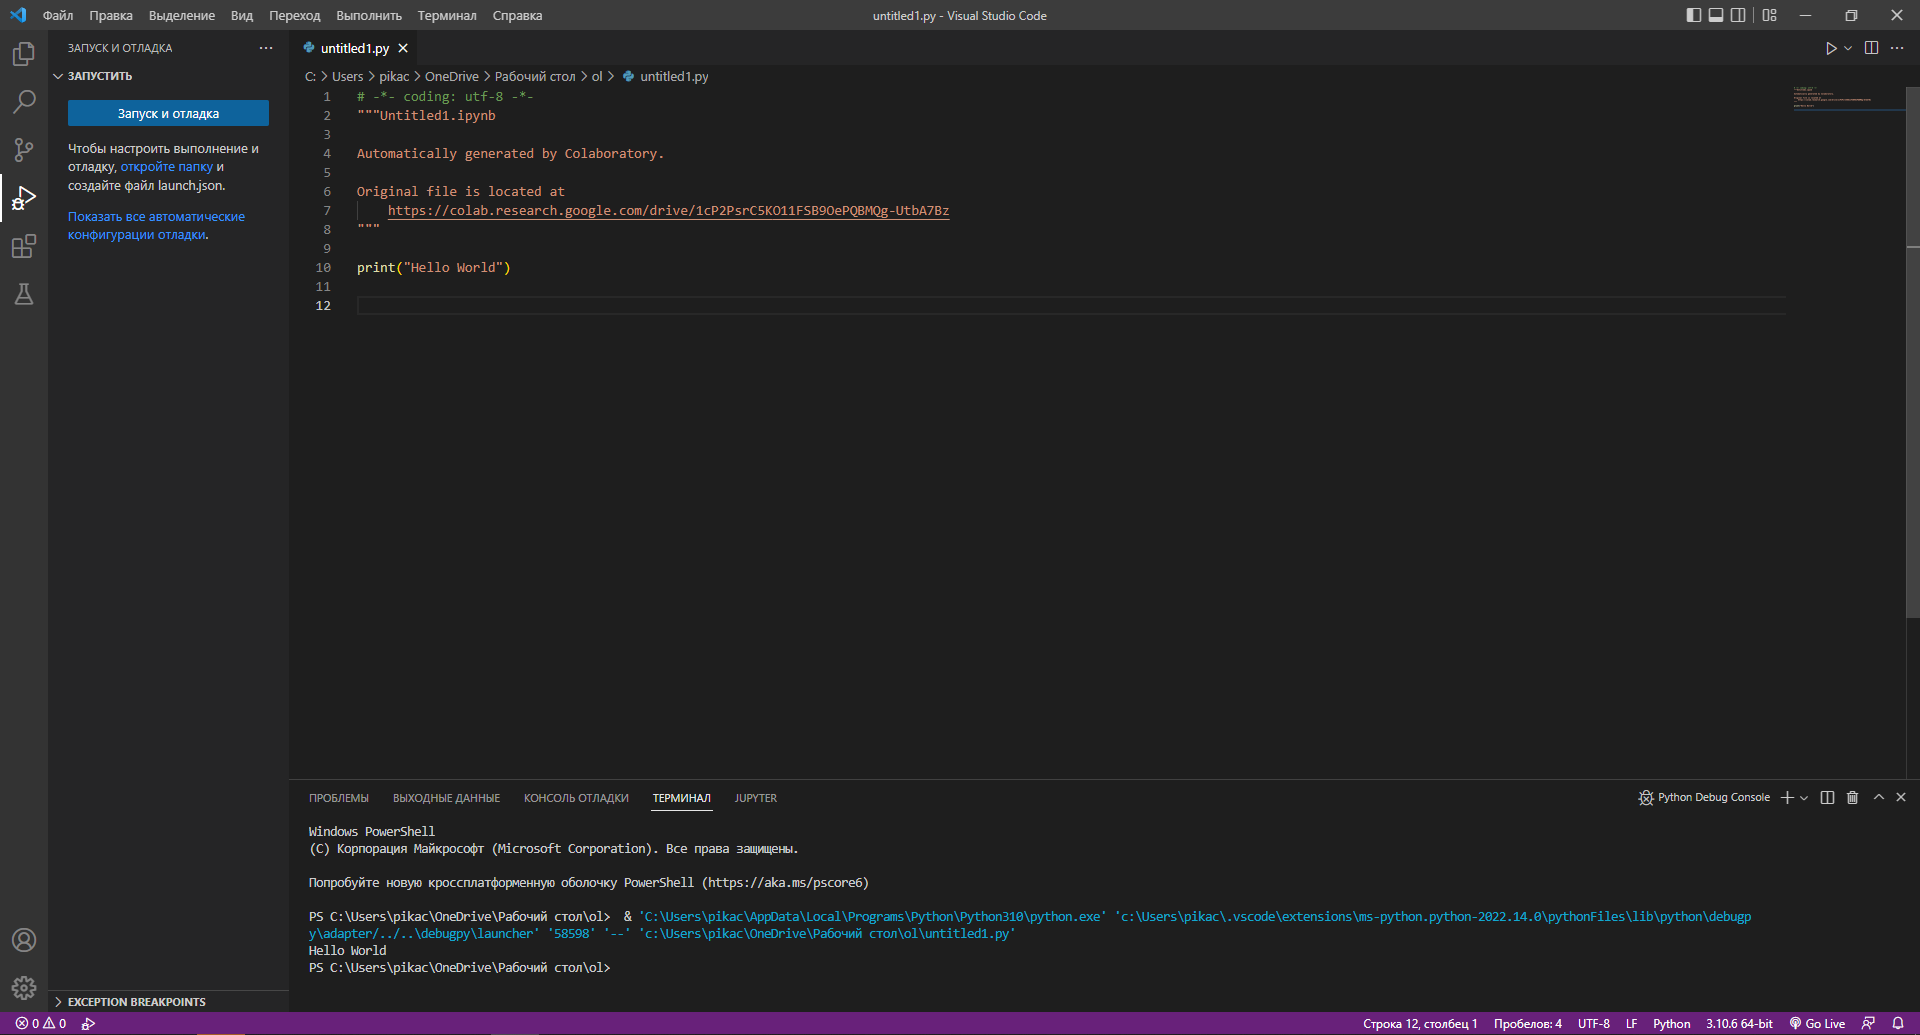 Файл Правка Выделение Вид Переход Выполнить Терминал Справка
untitled1.py - Visual Studio Code
ЗАПУСК И ОТЛАДКА
ЗАПУСТИТЬ
Запуск и отладка
Чтобы настроить выполнение и
отладку, откройте папку и
создайте файл launch.json.
Показать все автоматические
конфигурации отладки.
EXCEPTION BREAKPOINTS
untitled1.py
C: > Users > pikac > OneDrive > Рабочий стол > ol > untitled1.py
1 # -*- coding: utf-8 -*-
2 """Untitled1.ipynb
3
4 Automatically generated by Colaboratory.
5
6 Original file is located at
7 https://colab.research.google.com/drive/1cP2PsrC5KO11FSB9OePQBMQg-UtbA7Bz
8 """
9
10 print("Hello World")
11
12
ПРОБЛЕМЫ ВЫХОДНЫЕ ДАННЫЕ КОНСОЛЬ ОТЛАДКИ ТЕРМИНАЛ JUPYTER
Python Debug Console
Windows PowerShell
(C) Корпорация Майкрософт (Microsoft Corporation). Все права защищены.
Попробуйте новую кроссплатформенную оболочку PowerShell (https://aka.ms/pscore6)
PS C:\Users\pikac\OneDrive\Рабочий стол\ol>  & 'C:\Users\pikac\AppData\Local\Programs\Python\Python310\python.exe' 'c:\Users\pikac\.vscode\extensions\ms-python.python-2022.14.0\pythonFiles\lib\python\debugp
y\adapter/../..\debugpy\launcher' '58598' '--' 'c:\Users\pikac\OneDrive\Рабочий стол\ol\untitled1.py'
Hello World
PS C:\Users\pikac\OneDrive\Рабочий стол\ol>
0 0
Строка 12, столбец 1 Пробелов: 4 UTF-8 LF Python 3.10.6 64-bit Go Live